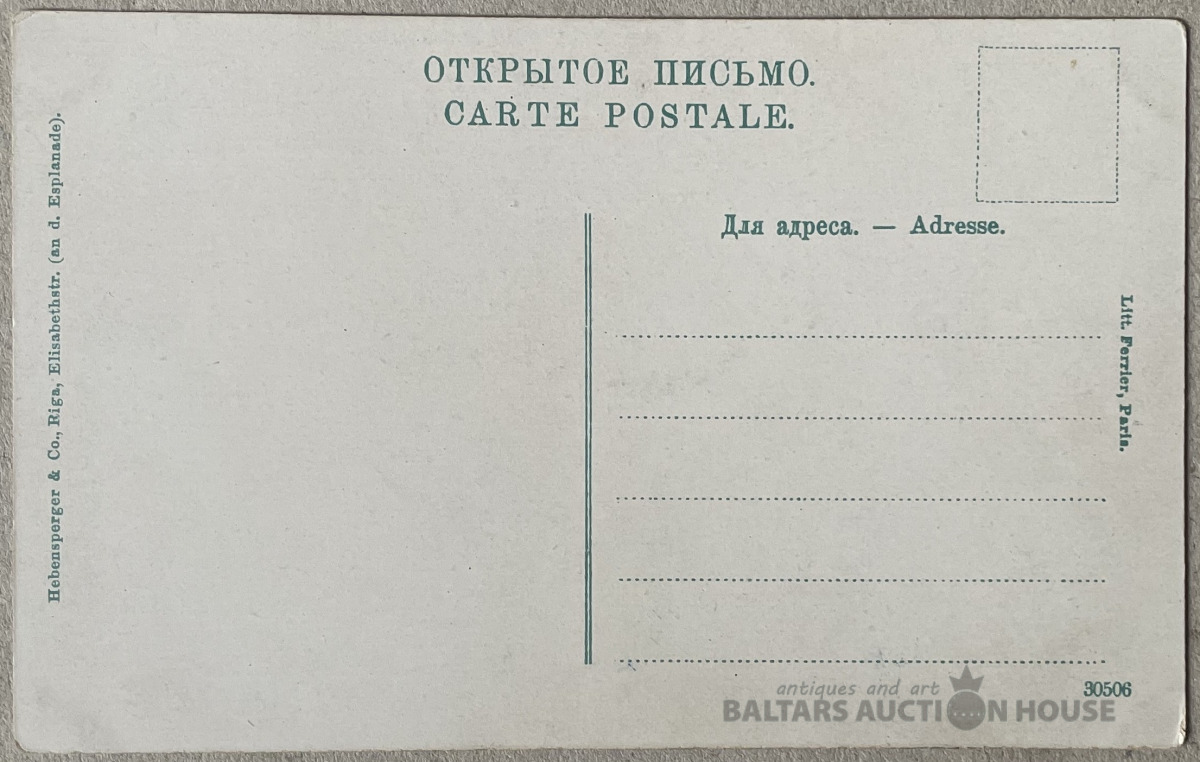 ОТКРЫТОЕ ПИСЬМО.
CARTE POSTALE.
Hebensperger & Co., Riga, Elisabethstr. (an d. Esplanade).
Для адреса. — Adresse.
Litt. Ferrier, Paris.
30506
antiques and art
BALTARS AUCTION HOUSE